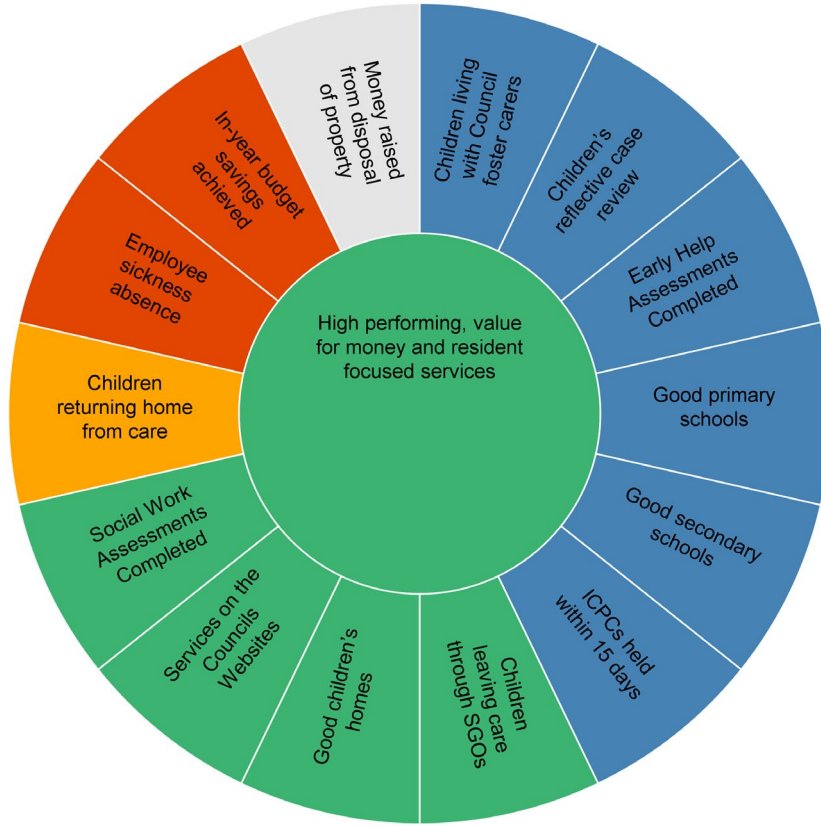 Children living
with Council
foster carers
Children's
reflective case
review
Early Help
Assessments
Completed
Good primary
schools
Good secondary
schools
ICPCs held
within 15 days
Children
leaving care
through SGOs
Good children's
homes
Services on the
Councils
Websites
Social Work
Assessments
Completed
Children
returning home
from care
Employee
sickness
absence
In-year budget
savings
achieved
Money raised
from disposal
of property
High performing, value
for money and resident
focused services